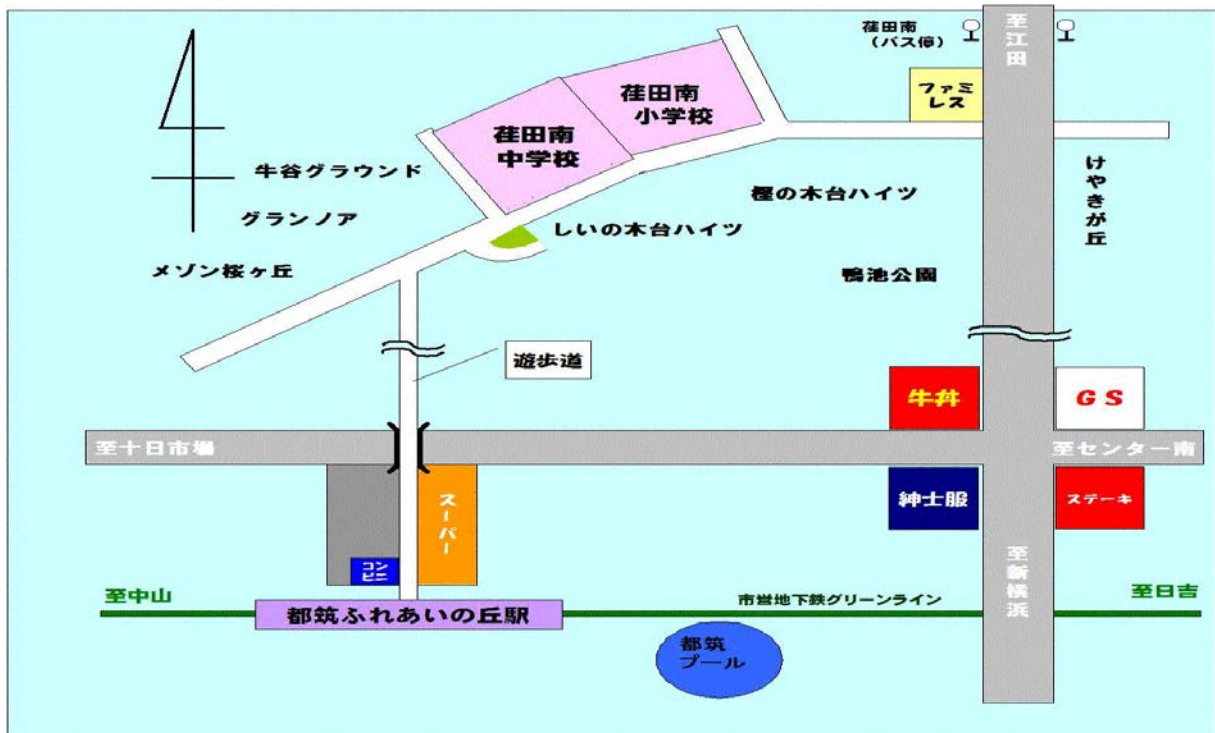 荏田南
(バス停)
至江田
ファミ
レス
荏田南
小学校
荏田南
中学校
牛谷グラウンド
グランノア
メゾン桜ヶ丘
しいの木台ハイツ
樫の木台ハイツ
けやきが丘
鴨池公園
遊歩道
牛丼
GS
至十日市場
至センター南
スーパー
紳士服
ステーキ
コン
ビニ
至新横浜
至中山
都筑ふれあいの丘駅
市営地下鉄グリーンライン
至日吉
都筑
プール